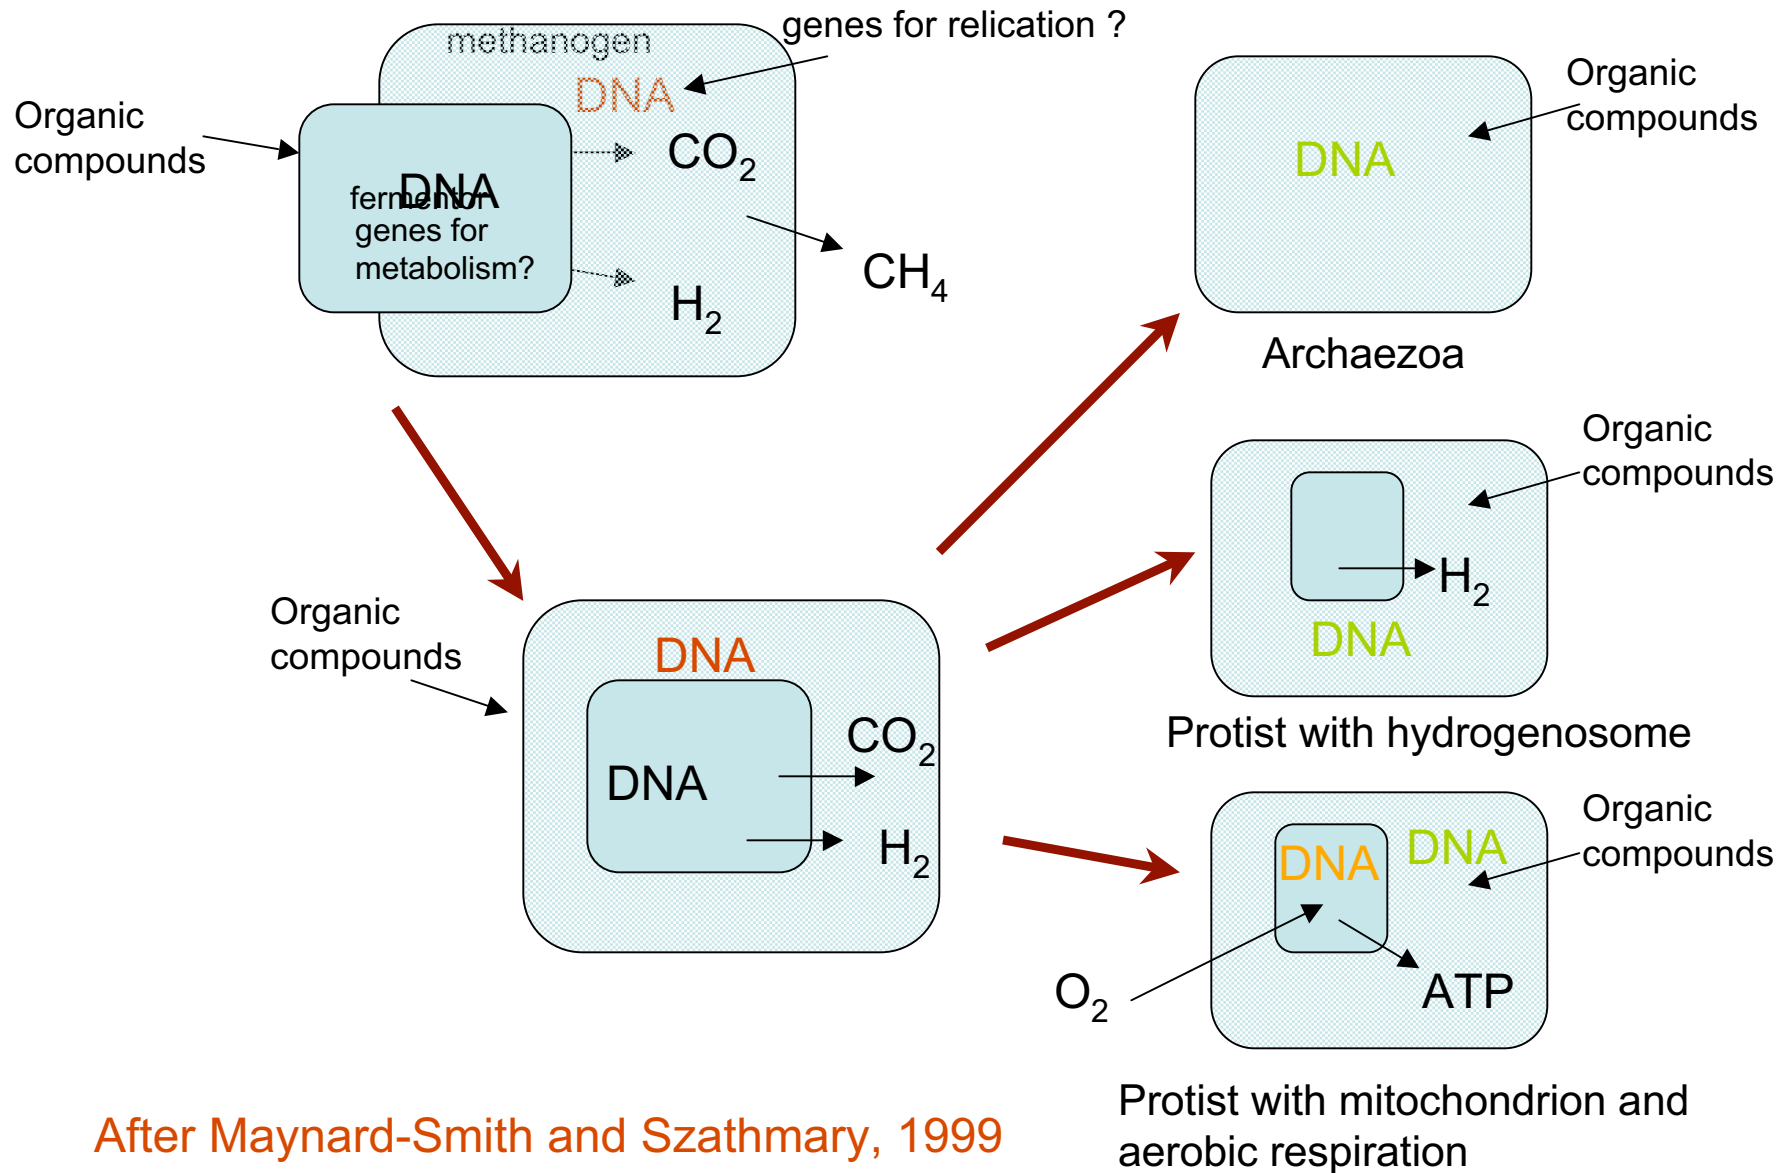 genes for relication ?
methanogen
DNA
Organic
compounds
CO₂
DNA
fermentor
genes for
metabolism?
CH₄
H₂
Organic
compounds
DNA
Archaezoa
Organic
compounds
H₂
DNA
Protist with hydrogenosome
Organic
compounds
DNA
CO₂
DNA
H₂
Organic
compounds
DNA
DNA
O₂
ATP
Protist with mitochondrion and
aerobic respiration
After Maynard-Smith and Szathmary, 1999